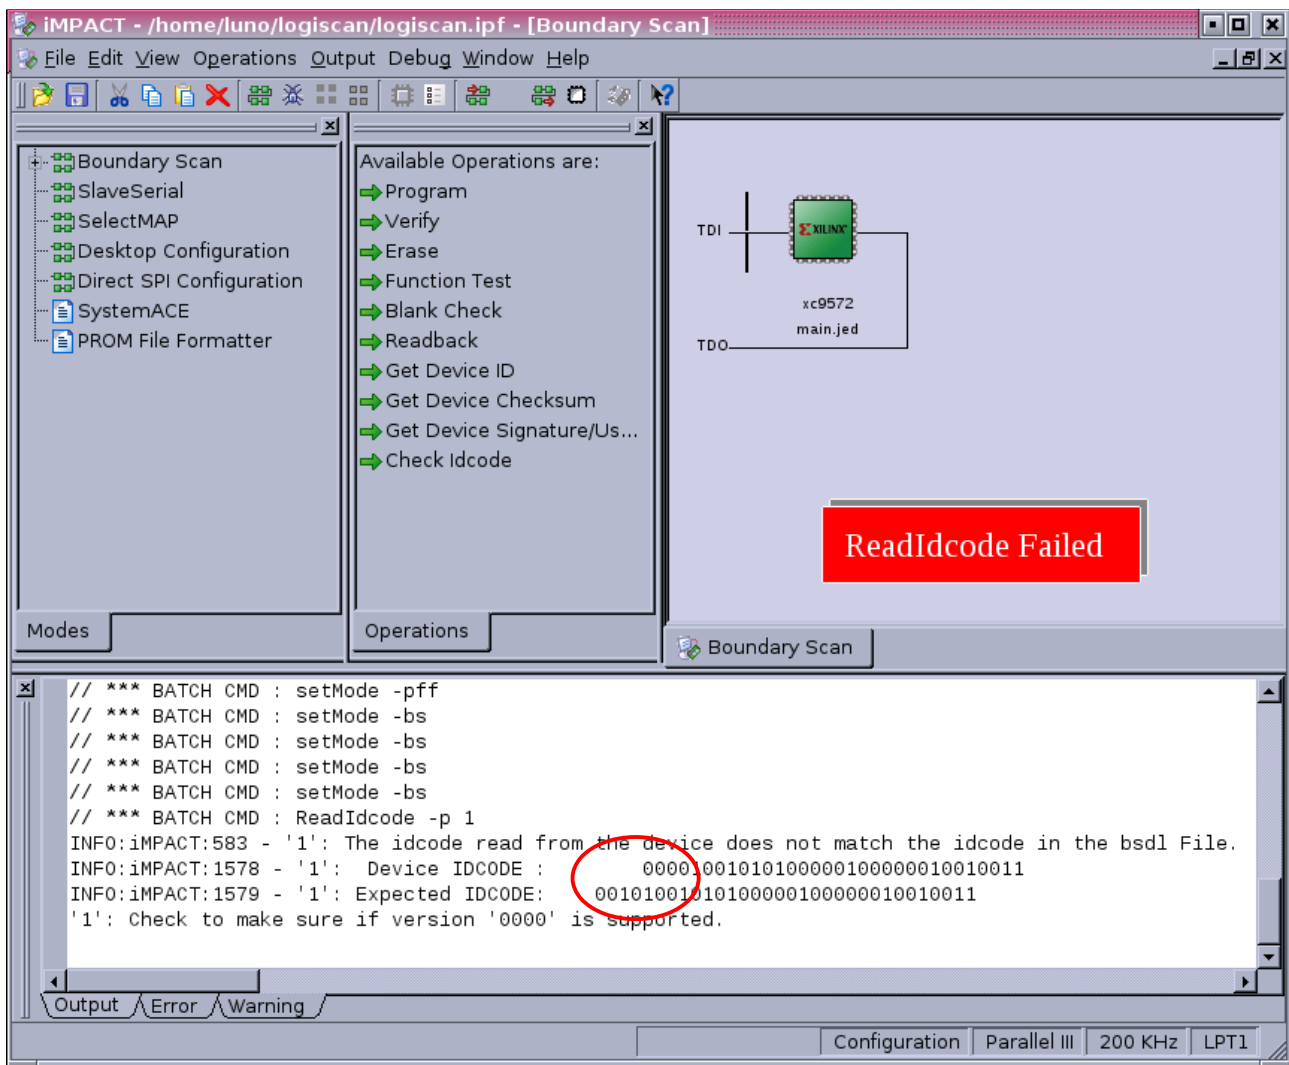 iMPACT - /home/luno/logiscan/logiscan.ipf - [Boundary Scan]
File Edit View Operations Output Debug Window Help
Boundary Scan
SlaveSerial
SelectMAP
Desktop Configuration
Direct SPI Configuration
SystemACE
PROM File Formatter
Modes
Available Operations are:
Program
Verify
Erase
Function Test
Blank Check
Readback
Get Device ID
Get Device Checksum
Get Device Signature/Us...
Check Idcode
Operations
TDI
XILINX
xc9572
main.jed
TDO
ReadIdcode Failed
Boundary Scan
// *** BATCH CMD : setMode -pff
// *** BATCH CMD : setMode -bs
// *** BATCH CMD : setMode -bs
// *** BATCH CMD : setMode -bs
// *** BATCH CMD : setMode -bs
// *** BATCH CMD : ReadIdcode -p 1
INFO:iMPACT:583 - '1': The idcode read from the device does not match the idcode in the bsdl File.
INFO:iMPACT:1578 - '1':  Device IDCODE :        00001001010100000100000010010011
INFO:iMPACT:1579 - '1': Expected IDCODE:    00101001010100000100000010010011
'1': Check to make sure if version '0000' is supported.
Output Error Warning
Configuration Parallel III 200 KHz LPT1